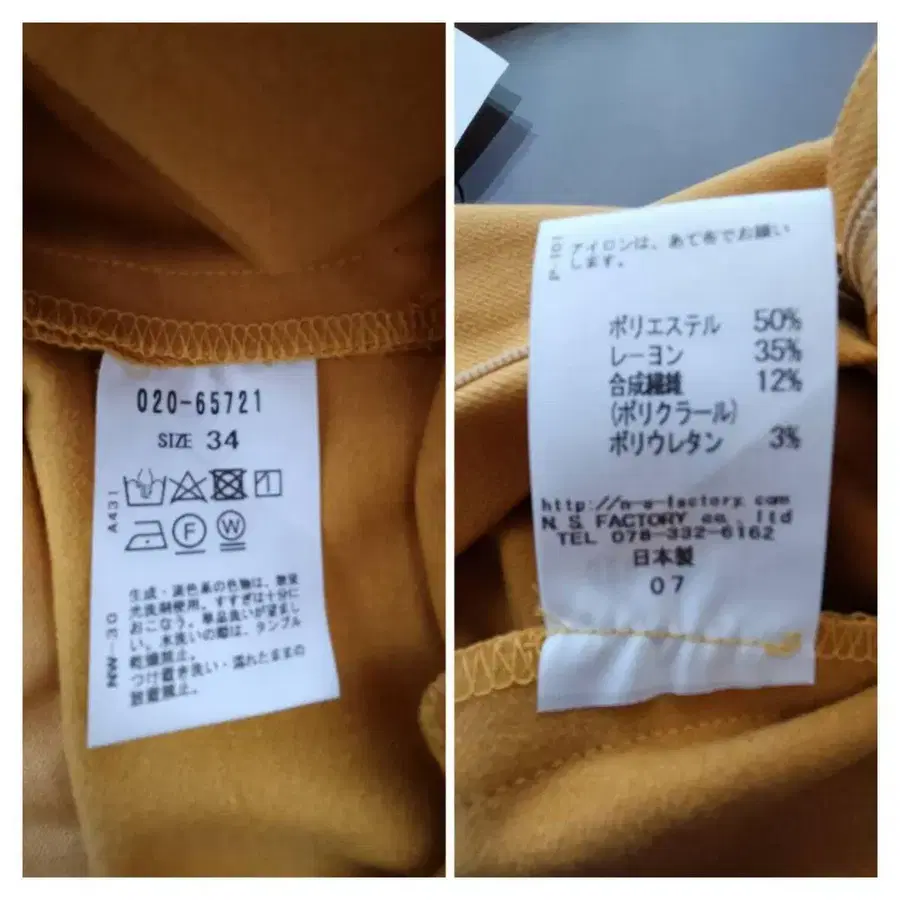 020-65721
SIZE 34
A431
F
W
NW-30
生成・淡色系の色物は、無蛍
光洗剤使用。すすぎは十分に
おこなう。単品洗いが望まし
い。水洗いの際は、タンブル
乾燥禁止。
つけ置き洗い・濡れたままの
放置禁止。
P-101
アイロンは、あて布でお願い
します。
ポリエステル 50%
レーヨン 35%
合成繊維 12%
(ポリクラール)
ポリウレタン 3%
http://n-s-factory.com
N.S.FACTORY co.,ltd
TEL 078-332-6162
日本製
07